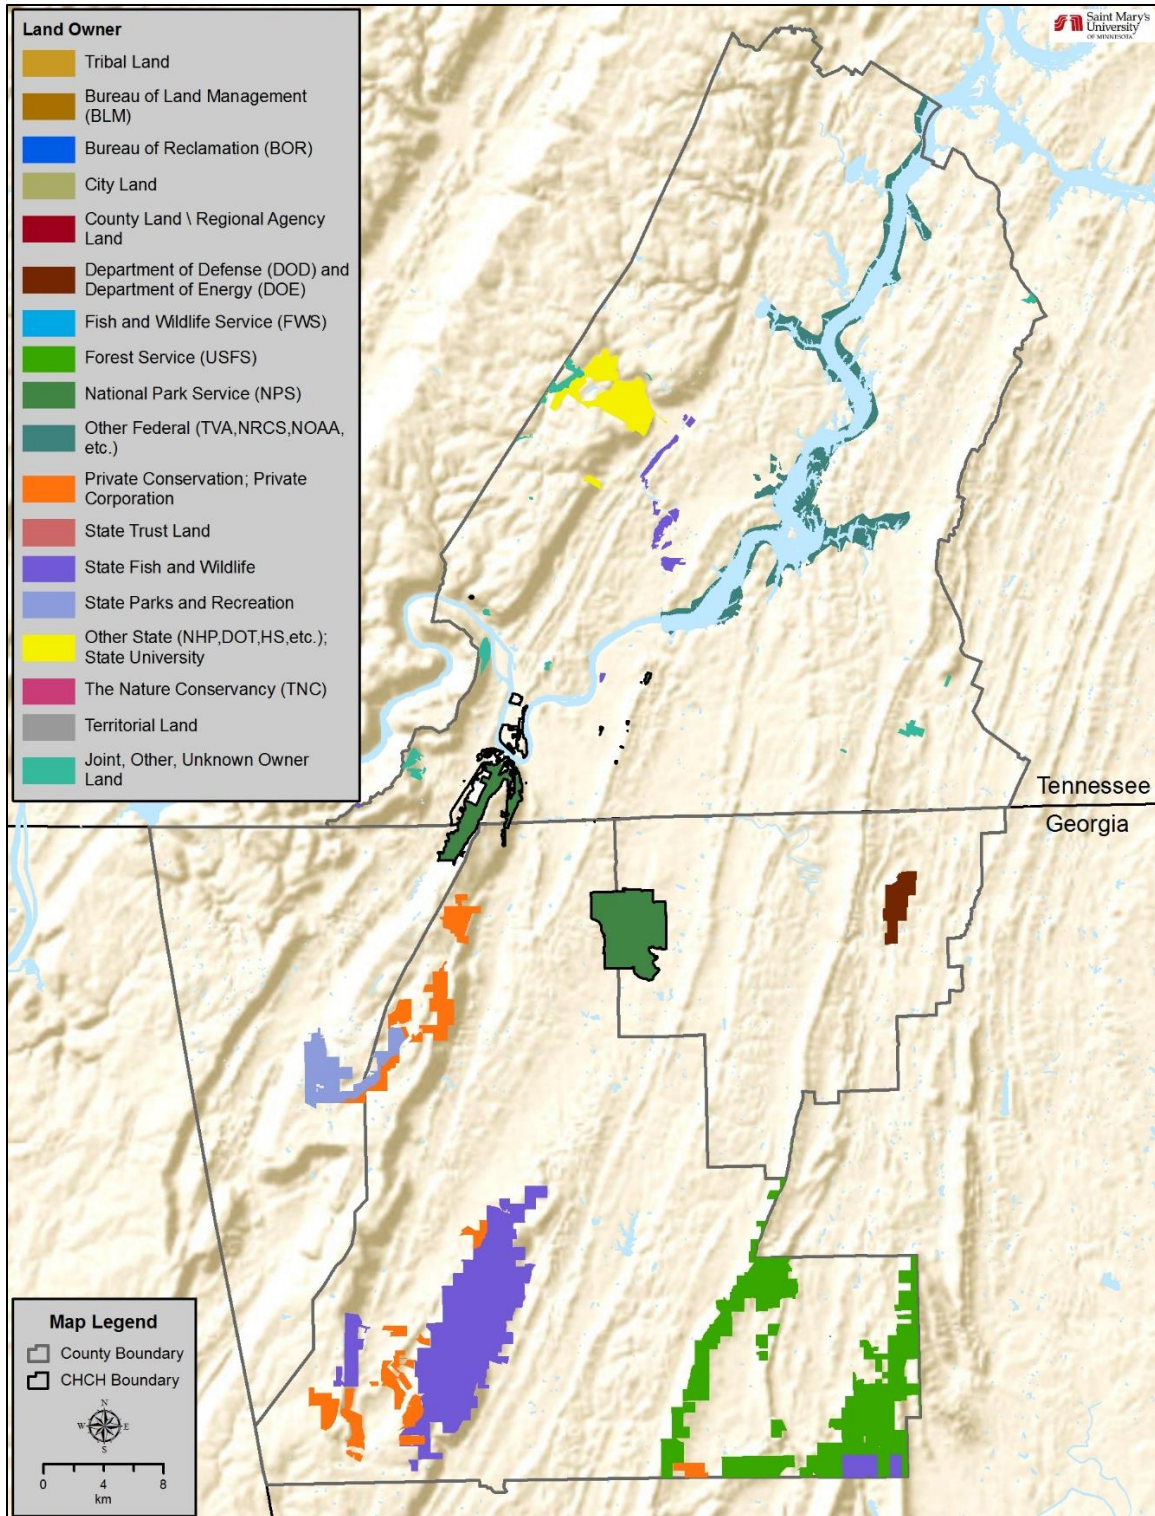 Land Owner
Tribal Land
Bureau of Land Management
(BLM)
Bureau of Reclamation (BOR)
City Land
County Land \ Regional Agency
Land
Department of Defense (DOD) and
Department of Energy (DOE)
Fish and Wildlife Service (FWS)
Forest Service (USFS)
National Park Service (NPS)
Other Federal (TVA,NRCS,NOAA,
etc.)
Private Conservation; Private
Corporation
State Trust Land
State Fish and Wildlife
State Parks and Recreation
Other State (NHP,DOT,HS,etc.);
State University
The Nature Conservancy (TNC)
Territorial Land
Joint, Other, Unknown Owner
Land
Saint Mary's
University
OF MINNESOTA
Tennessee
Georgia
Map Legend
County Boundary
CHCH Boundary
N
W E
S
0 4 8
km